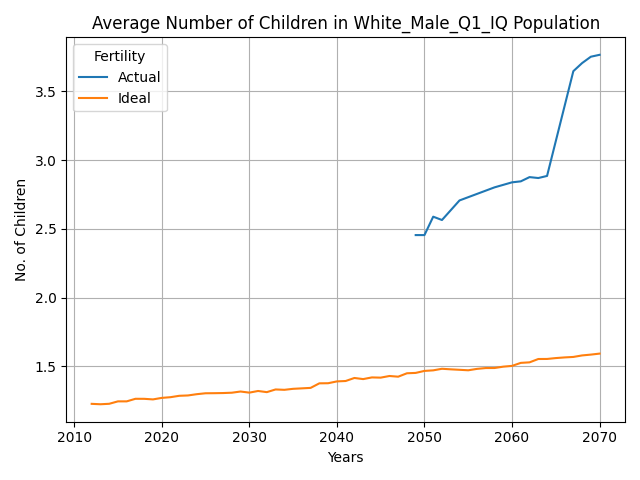 Average Number of Children in White_Male_Q1_IQ Population
Fertility
Actual
Ideal
No. of Children
3.5
3.0
2.5
2.0
1.5
2010 2020 2030 2040 2050 2060 2070
Years